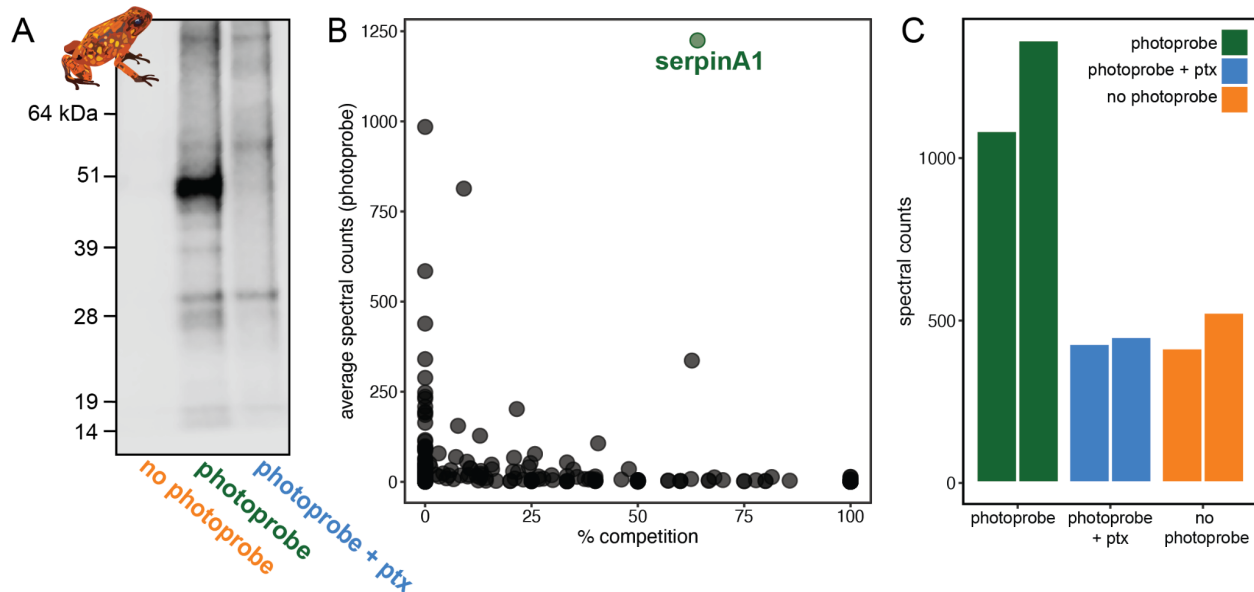 A
64 kDa
51
39
28
19
14
no photoprobe
photoprobe
photoprobe + ptx
B
average spectral counts (photoprobe)
1250
1000
750
500
250
0
serpinA1
0
25
50
75
100
% competition
C
photoprobe
photoprobe + ptx
no photoprobe
spectral counts
1000
500
0
photoprobe
photoprobe
+ ptx
no
photoprobe